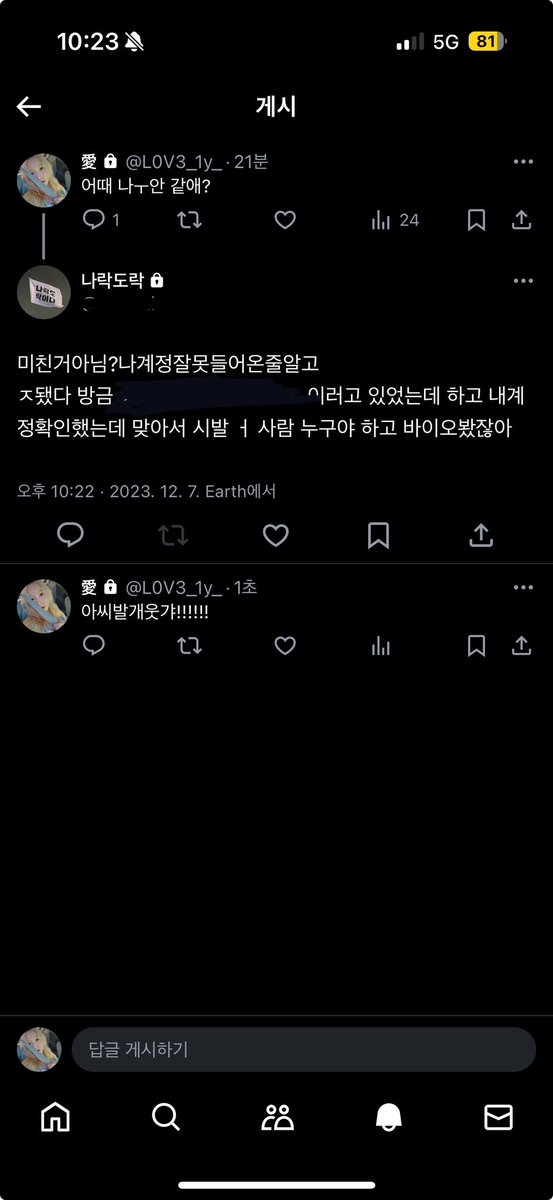 10:23
5G 81
게시
愛 @L0V3_1y_ · 21분
어때 나ㅜ안 같애?
1
24
나락도락
미친거아님?나계정잘못들어온줄알고
ㅈ됐다 방금 이러고 있었는데 하고 내계
정확인했는데 맞아서 시발 ㅓ 사람 누구야 하고 바이오봤잖아
오후 10:22 · 2023. 12. 7. Earth에서
愛 @L0V3_1y_ · 1초
아씨발개웃갸!!!!!!
답글 게시하기